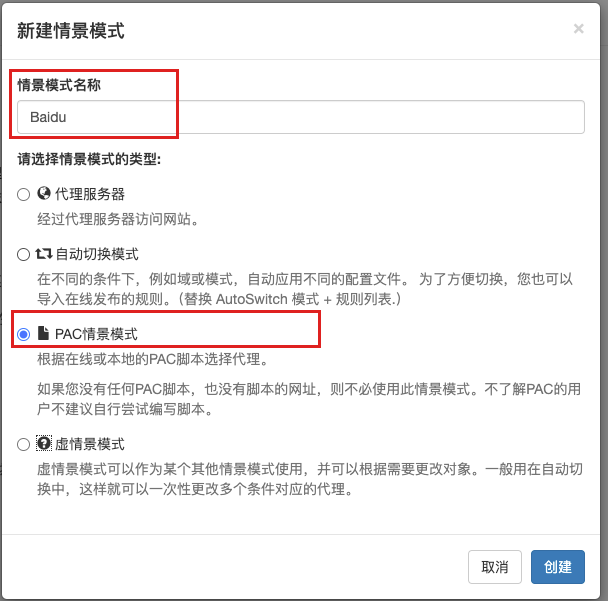 新建情景模式
×
情景模式名称
Baidu
请选择情景模式的类型:
代理服务器
经过代理服务器访问网站。
自动切换模式
在不同的条件下，例如域或模式，自动应用不同的配置文件。 为了方便切换，您也可以
导入在线发布的规则。（替换 AutoSwitch 模式 + 规则列表.）
PAC情景模式
根据在线或本地的PAC脚本选择代理。
如果您没有任何PAC脚本，也没有脚本的网址，则不必使用此情景模式。不了解PAC的用
户不建议自行尝试编写脚本。
虚情景模式
虚情景模式可以作为某个其他情景模式使用，并可以根据需要更改对象。一般用在自动切
换中，这样就可以一次性更改多个条件对应的代理。
取消
创建